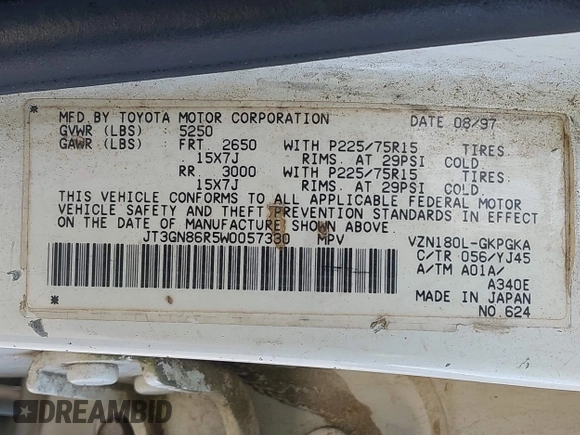 MFD. BY TOYOTA MOTOR CORPORATION DATE 08/97
GVWR (LBS) 5250
GAWR (LBS) FRT 2650 WITH P225/75R15 TIRES
15X7J RIMS, AT 29PSI COLD
RR. 3000 WITH P225/75R15 TIRES
15X7J RIMS, AT 29PSI COLD
THIS VEHICLE CONFORMS TO ALL APPLICABLE FEDERAL MOTOR
VEHICLE SAFETY AND THEFT PREVENTION STANDARDS IN EFFECT
ON THE DATE OF MANUFACTURE SHOWN ABOVE.
JT3GN86R5W0057330 MPV VZN180L-GKPGKA
C/TR 056/YJ45
A/TM A01A/
A340E
MADE IN JAPAN
NO. 624
DREAMBID